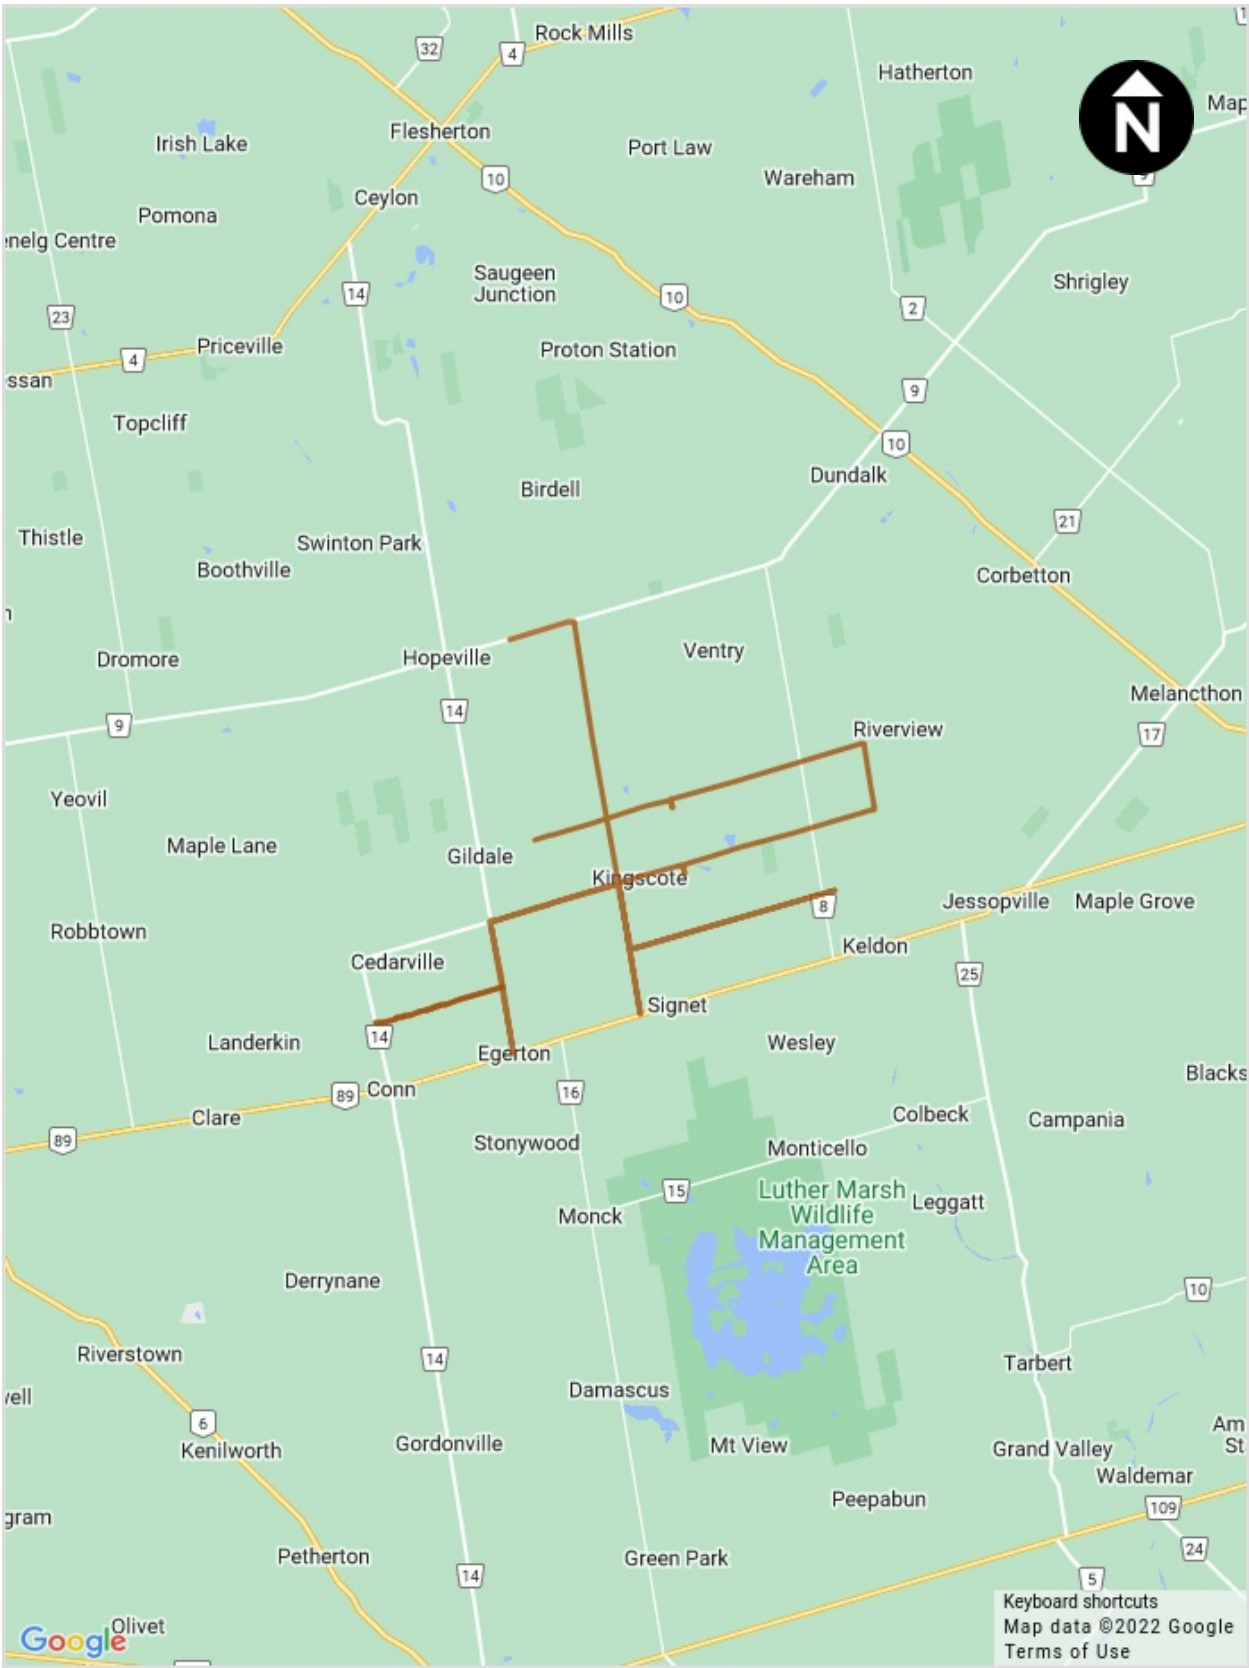 Rock Mills
32
4
Hatherton
N
Flesherton
Irish Lake
Port Law
10
Wareham
9
Ceylon
Pomona
enelg Centre
Saugeen
Junction
Shrigley
14
10
2
23
Priceville
4
Proton Station
ssan
9
Topcliff
10
Dundalk
Birdell
21
Thistle
Swinton Park
Boothville
Corbetton
Hopeville
Ventry
Dromore
Melancthon
14
9
Riverview
17
Yeovil
Maple Lane
Gildale
Kingscote
8
Jessopville
Maple Grove
Robbtown
Keldon
Cedarville
25
Signet
14
Landerkin
Egerton
Wesley
Blacks
89
Conn
16
Clare
Colbeck
Campania
89
Stonywood
Monticello
15
Luther Marsh
Wildlife
Management
Area
Leggatt
Monck
Derrynane
10
Riverstown
14
Tarbert
Damascus
6
Kenilworth
Gordonville
Mt View
Grand Valley
Am
St
Waldemar
Peepabun
109
gram
Petherton
Green Park
24
14
5
Keyboard shortcuts
Olivet
Google
Map data ©2022 Google
Terms of Use